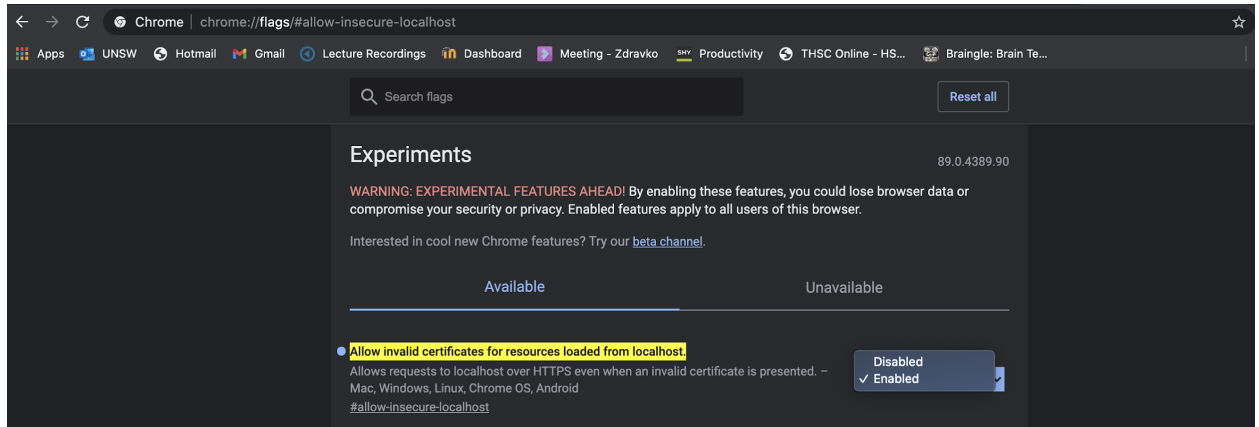 Chrome | chrome://flags/#allow-insecure-localhost
Apps UNSW Hotmail Gmail Lecture Recordings Dashboard Meeting - Zdravko SHY Productivity THSC Online - HS... Braingle: Brain Te...
Search flags Reset all
Experiments 89.0.4389.90
WARNING: EXPERIMENTAL FEATURES AHEAD! By enabling these features, you could lose browser data or
compromise your security or privacy. Enabled features apply to all users of this browser.
Interested in cool new Chrome features? Try our beta channel.
Available Unavailable
Allow invalid certificates for resources loaded from localhost.
Disabled
Allows requests to localhost over HTTPS even when an invalid certificate is presented. –
✓ Enabled
Mac, Windows, Linux, Chrome OS, Android
#allow-insecure-localhost